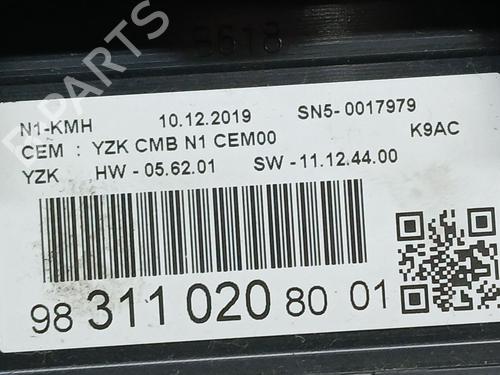 5618
N1-KMH 10.12.2019 SN5- 0017979
CEM : YZK CMB N1 CEM00 K9AC
YZK HW - 05.62.01 SW - 11.12.44.00
98 311 020 80 01
B-PARTS